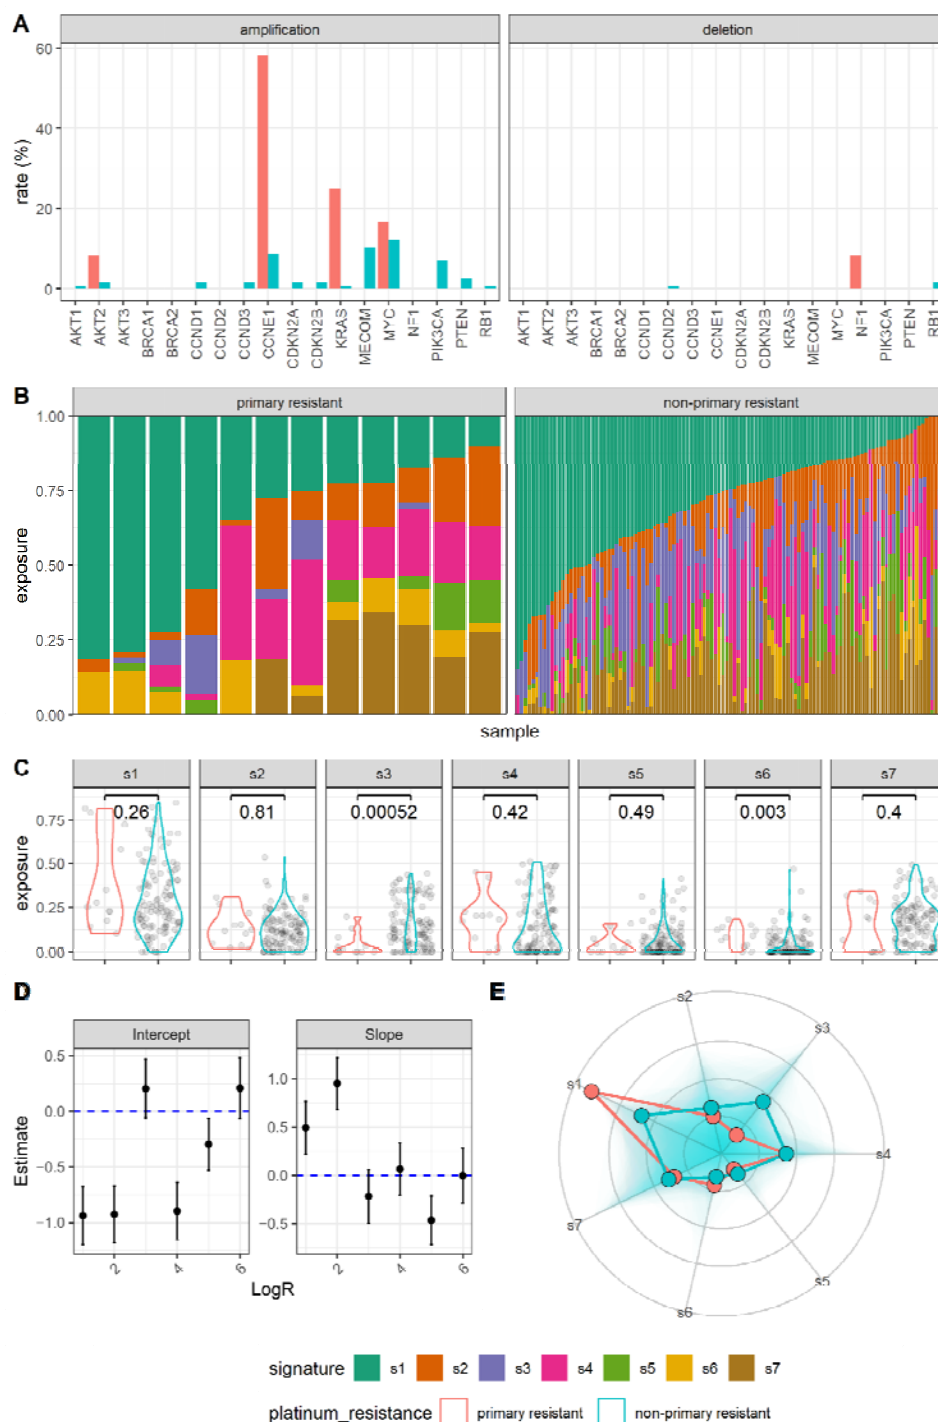 A
amplification
deletion
60
40
20
0
rate (%)
AKT1
AKT2
AKT3
BRCA1
BRCA2
CCND1
CCND2
CCND3
CCNE1
CDKN2A
CDKN2B
KRAS
MECOM
MYC
NF1
PIK3CA
PTEN
RB1
AKT1
AKT2
AKT3
BRCA1
BRCA2
CCND1
CCND2
CCND3
CCNE1
CDKN2A
CDKN2B
KRAS
MECOM
MYC
NF1
PIK3CA
PTEN
RB1
B
primary resistant
non-primary resistant
1.00
0.75
0.50
0.25
0.00
exposure
sample
C
s1 s2 s3 s4 s5 s6 s7
0.26 0.81 0.00052 0.42 0.49 0.003 0.4
0.75
0.50
0.25
0.00
exposure
D
Intercept
Slope
0.5
0.0
−0.5
−1.0
1.0
0.5
0.0
−0.5
Estimate
2 4 6
2 4 6
LogR
E
s2
s3
s1
s4
s7
s5
s6
signature s1 s2 s3 s4 s5 s6 s7
platinum_resistance primary resistant non-primary resistant